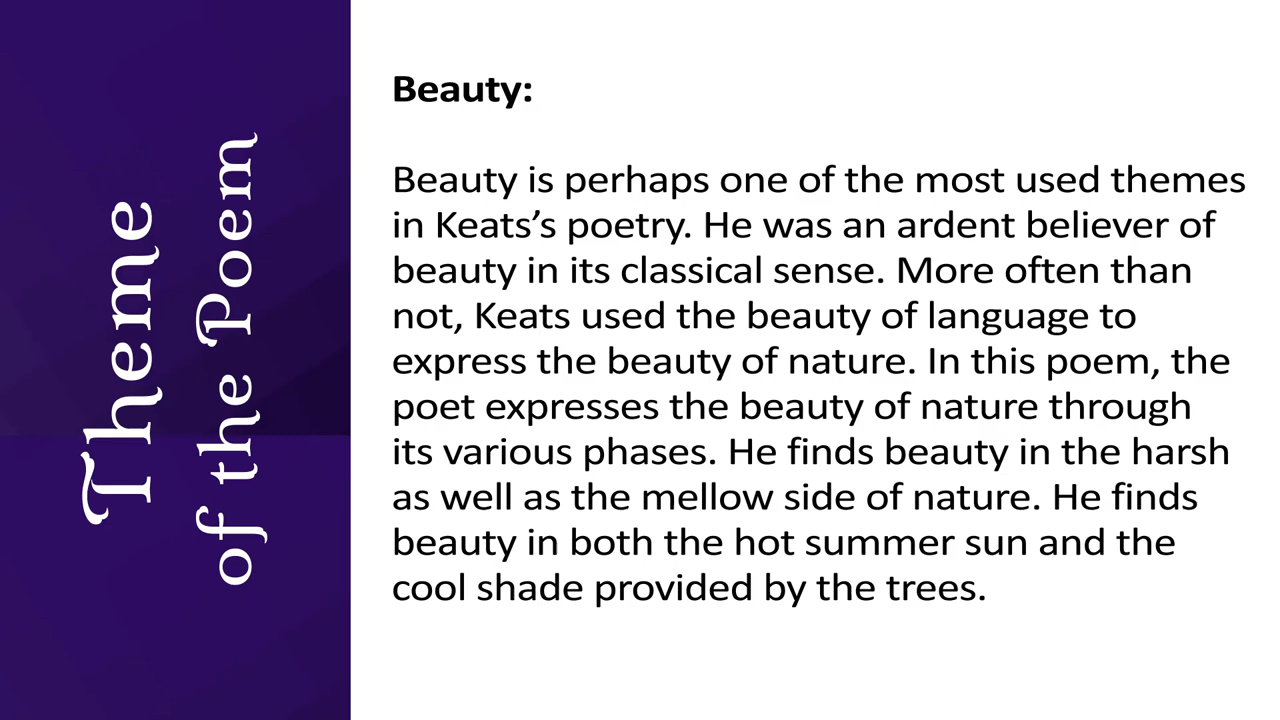 Theme
of the Poem
Beauty:
Beauty is perhaps one of the most used themes
in Keats’s poetry. He was an ardent believer of
beauty in its classical sense. More often than
not, Keats used the beauty of language to
express the beauty of nature. In this poem, the
poet expresses the beauty of nature through
its various phases. He finds beauty in the harsh
as well as the mellow side of nature. He finds
beauty in both the hot summer sun and the
cool shade provided by the trees.